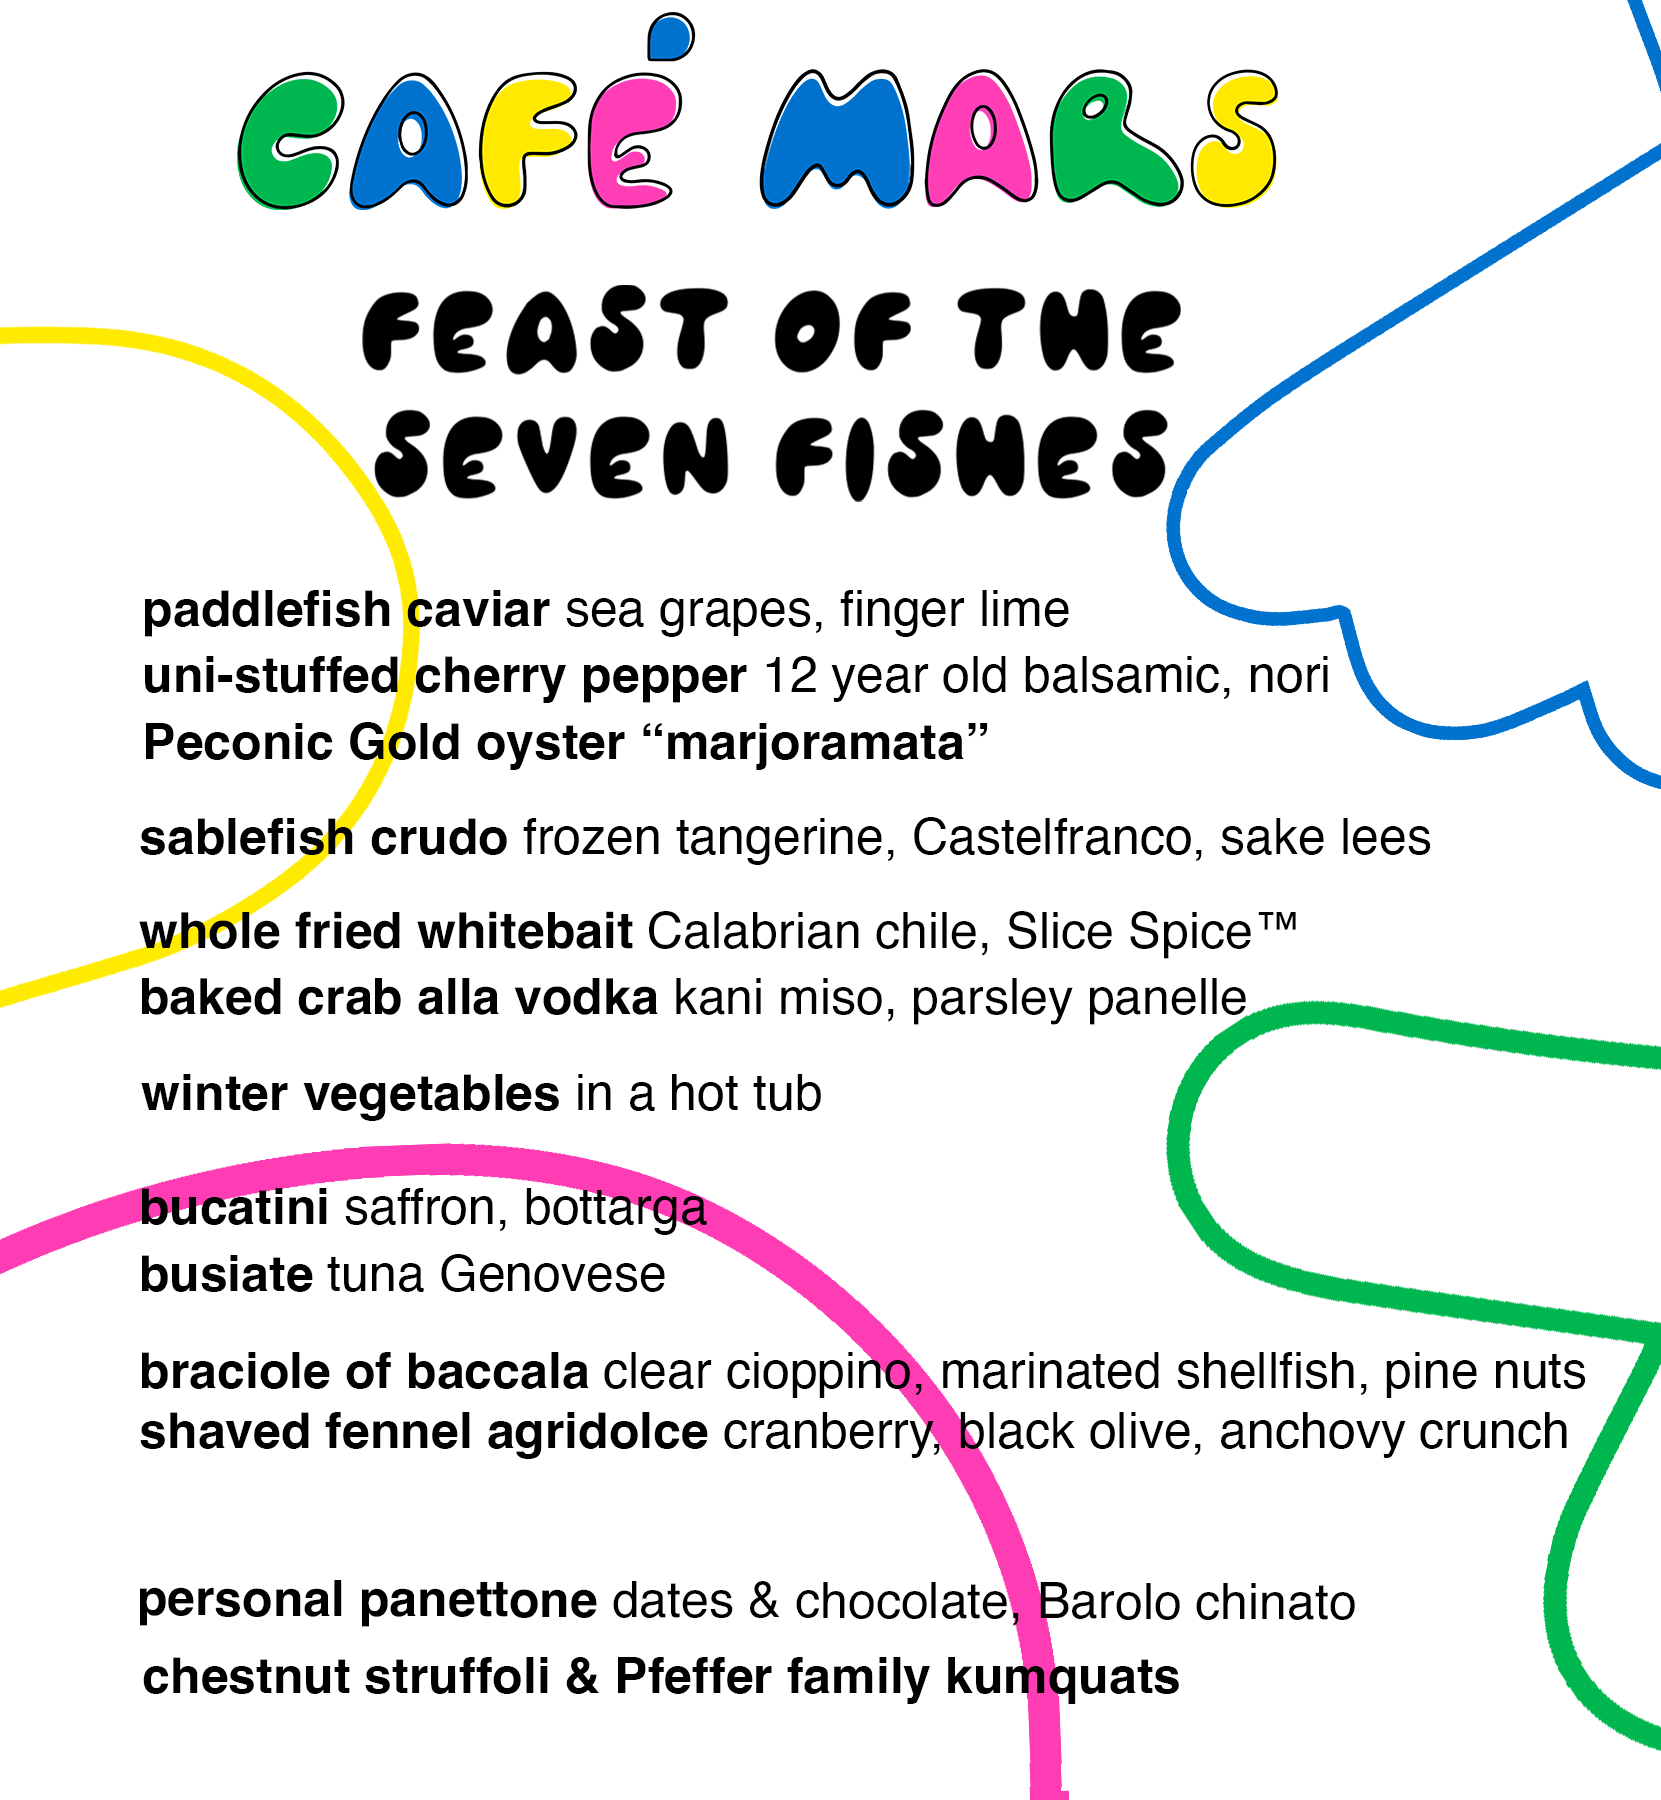 CAFÉ MARS
FEAST OF THE
SEVEN FISHES
paddlefish caviar sea grapes, finger lime
uni-stuffed cherry pepper 12 year old balsamic, nori
Peconic Gold oyster “marjoramata”
sablefish crudo frozen tangerine, Castelfranco, sake lees
whole fried whitebait Calabrian chile, Slice Spice™
baked crab alla vodka kani miso, parsley panelle
winter vegetables in a hot tub
bucatini saffron, bottarga
busiate tuna Genovese
braciole of baccala clear cioppino, marinated shellfish, pine nuts
shaved fennel agridolce cranberry, black olive, anchovy crunch
personal panettone dates & chocolate, Barolo chinato
chestnut struffoli & Pfeffer family kumquats